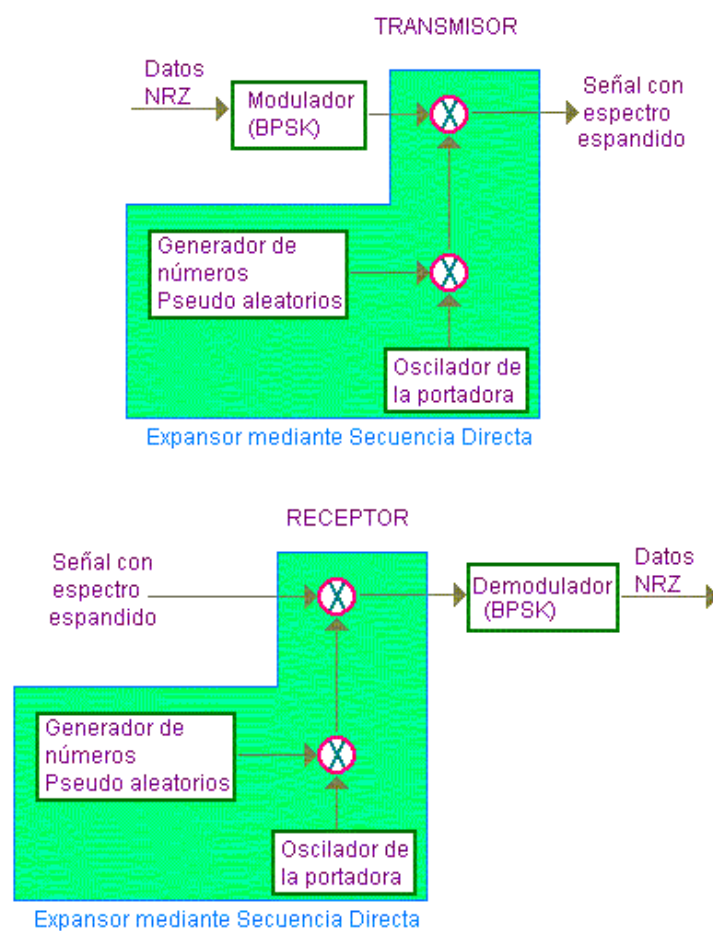 TRANSMISOR
Datos
NRZ
Modulador
(BPSK)
X
Señal con
espectro
espandido
Generador de
números
Pseudo aleatorios
X
Oscilador de
la portadora
Expansor mediante Secuencia Directa
RECEPTOR
Señal con
espectro
espandido
X
Demodulador
(BPSK)
Datos
NRZ
Generador de
números
Pseudo aleatorios
X
Oscilador de
la portadora
Expansor mediante Secuencia Directa